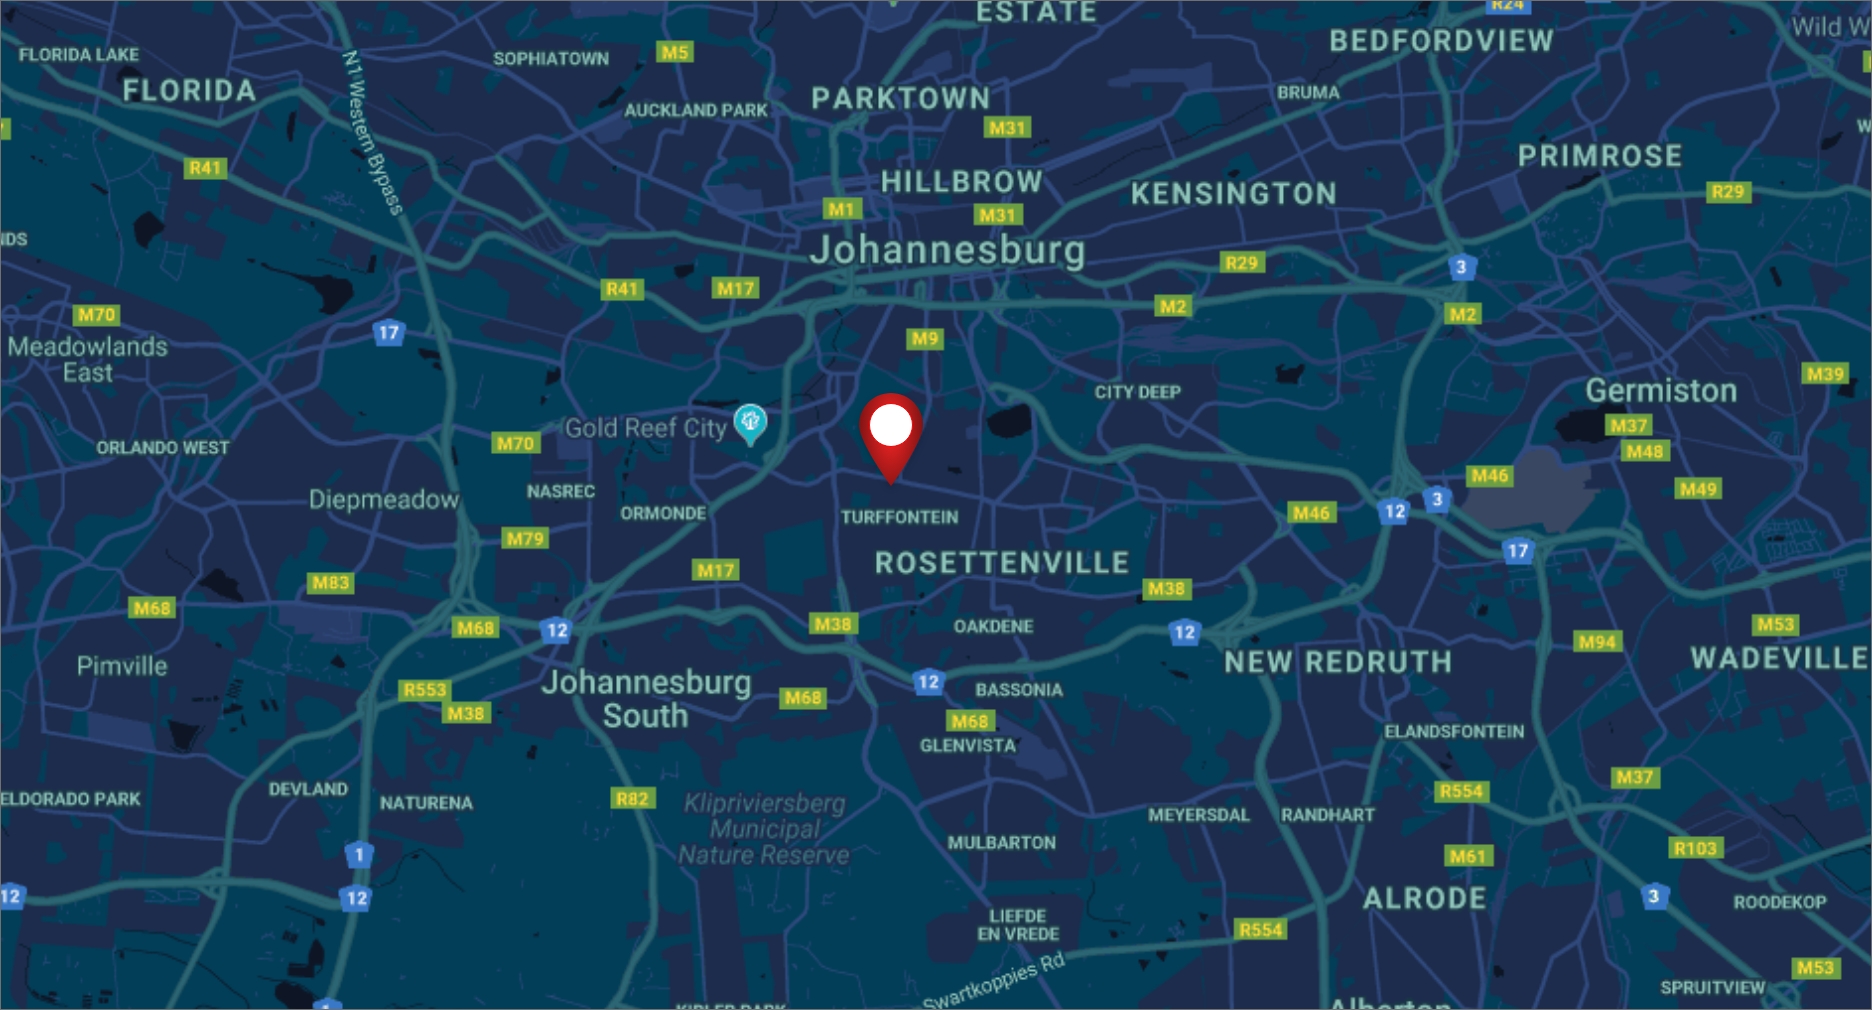 ESTATE
R24
Wild W
BEDFORDVIEW
FLORIDA LAKE
SOPHIATOWN
M5
FLORIDA
N1 Western Bypass
AUCKLAND PARK
PARKTOWN
BRUMA
M31
PRIMROSE
R41
HILLBROW
KENSINGTON
R29
M1
M31
NDS
Johannesburg
R29
3
R41
M17
M2
M2
M70
17
M9
Meadowlands
East
M39
CITY DEEP
Germiston
Gold Reef City
M37
ORLANDO WEST
M70
M48
M46
Diepmeadow
NASREC
M49
ORMONDE
TURFFONTEIN
M46
12
3
M79
17
ROSETTENVILLE
M83
M17
M38
M68
M68
12
M38
OAKDENE
12
M53
M94
Pimville
NEW REDRUTH
WADEVILLE
R553
M38
Johannesburg
South
M68
12
BASSONIA
M68
GLENVISTA
ELANDSFONTEIN
M37
DEVLAND
ELDORADO PARK
NATURENA
R82
Klipriviersberg
Municipal
Nature Reserve
R554
MEYERSDAL
RANDHART
MULBARTON
1
M61
R103
12
12
ALRODE
3
ROODEKOP
LIEFDE
EN VREDE
R554
Swartkoppies Rd
M53
SPRUITVIEW
Alberton